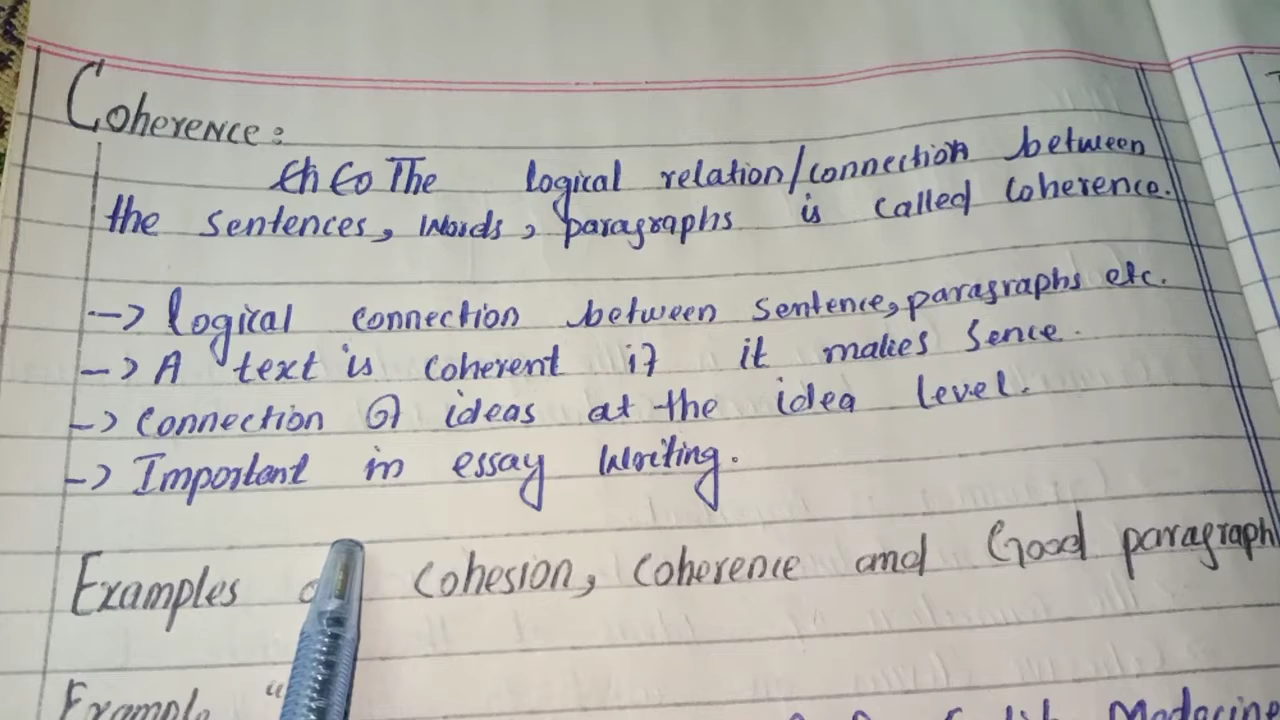 Coherence:
The logical relation/connection between
the sentences, words, paragraphs is called Coherence.
-> Logical connection between sentence, paragraphs etc.
-> A text is coherent if it makes sence.
-> Connection of ideas at the idea level.
-> Important in essay writing.
Examples Cohesion, Coherence and Good paragraph
Example "